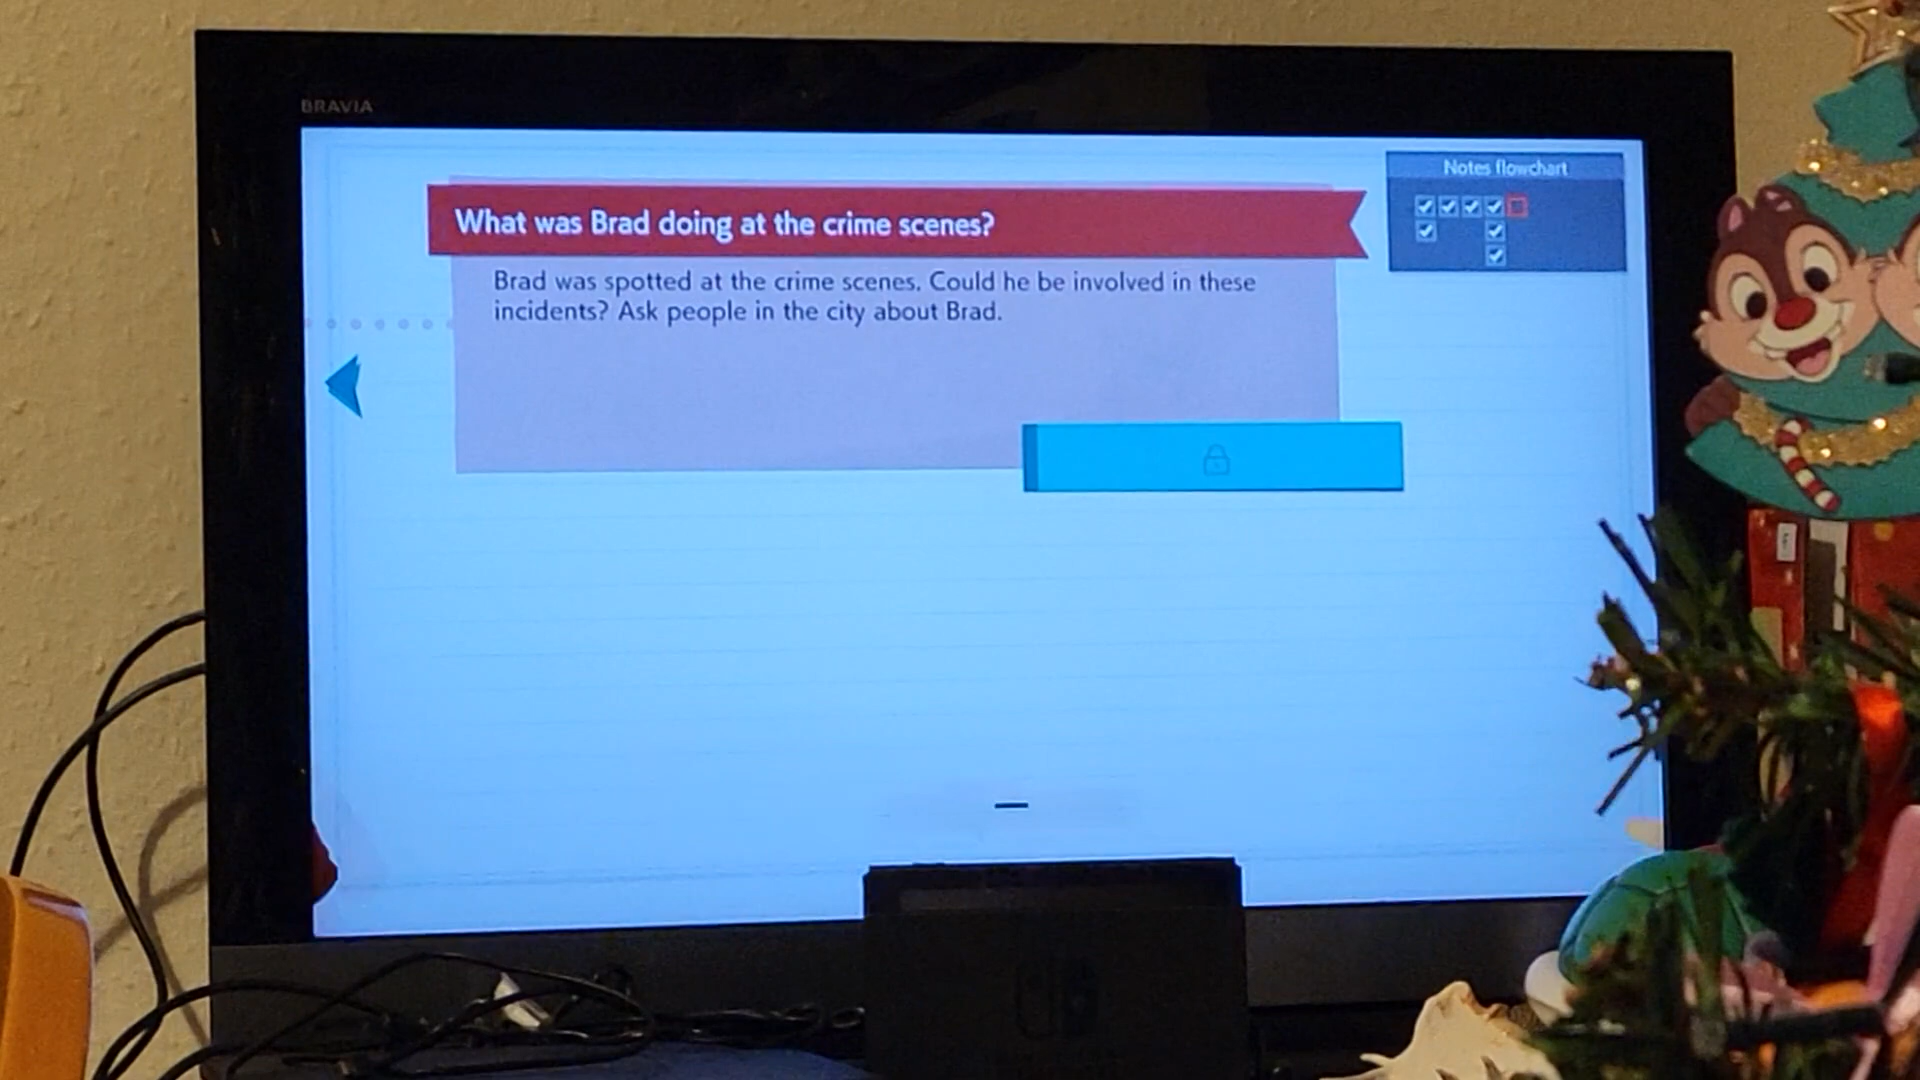 BRAVIA
Notes flowchart
What was Brad doing at the crime scenes?
Brad was spotted at the crime scenes. Could he be involved in these
incidents? Ask people in the city about Brad.